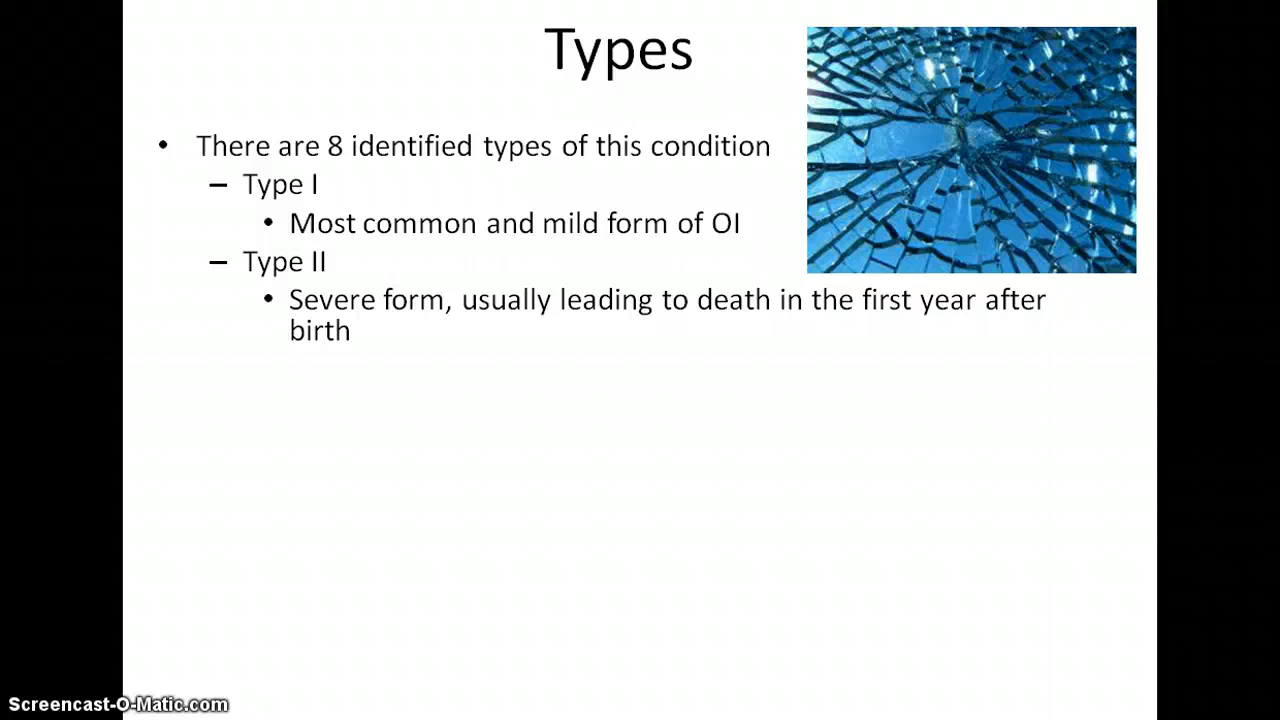 Types
• There are 8 identified types of this condition
– Type I
• Most common and mild form of OI
– Type II
• Severe form, usually leading to death in the first year after
birth
Screencast-O-Matic.com